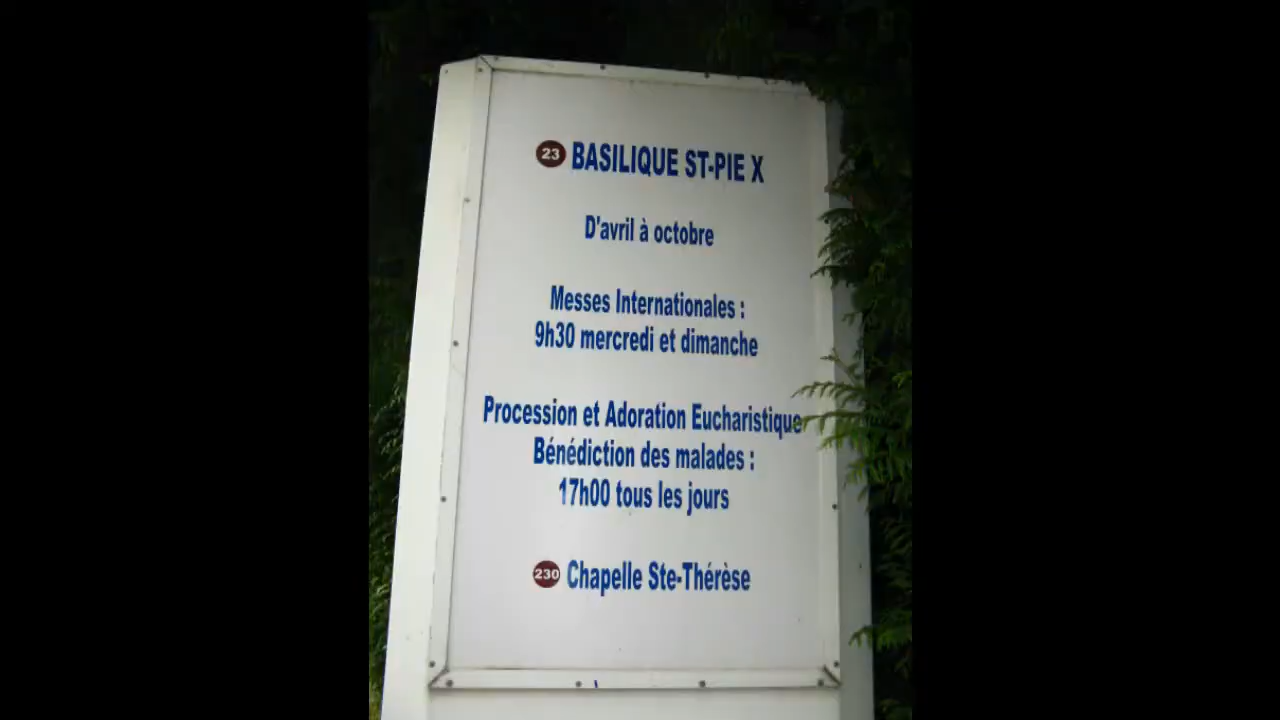 23 BASILIQUE ST-PIE X
D'avril à octobre
Messes Internationales :
9h30 mercredi et dimanche
Procession et Adoration Eucharistique
Bénédiction des malades :
17h00 tous les jours
230 Chapelle Ste-Thérèse